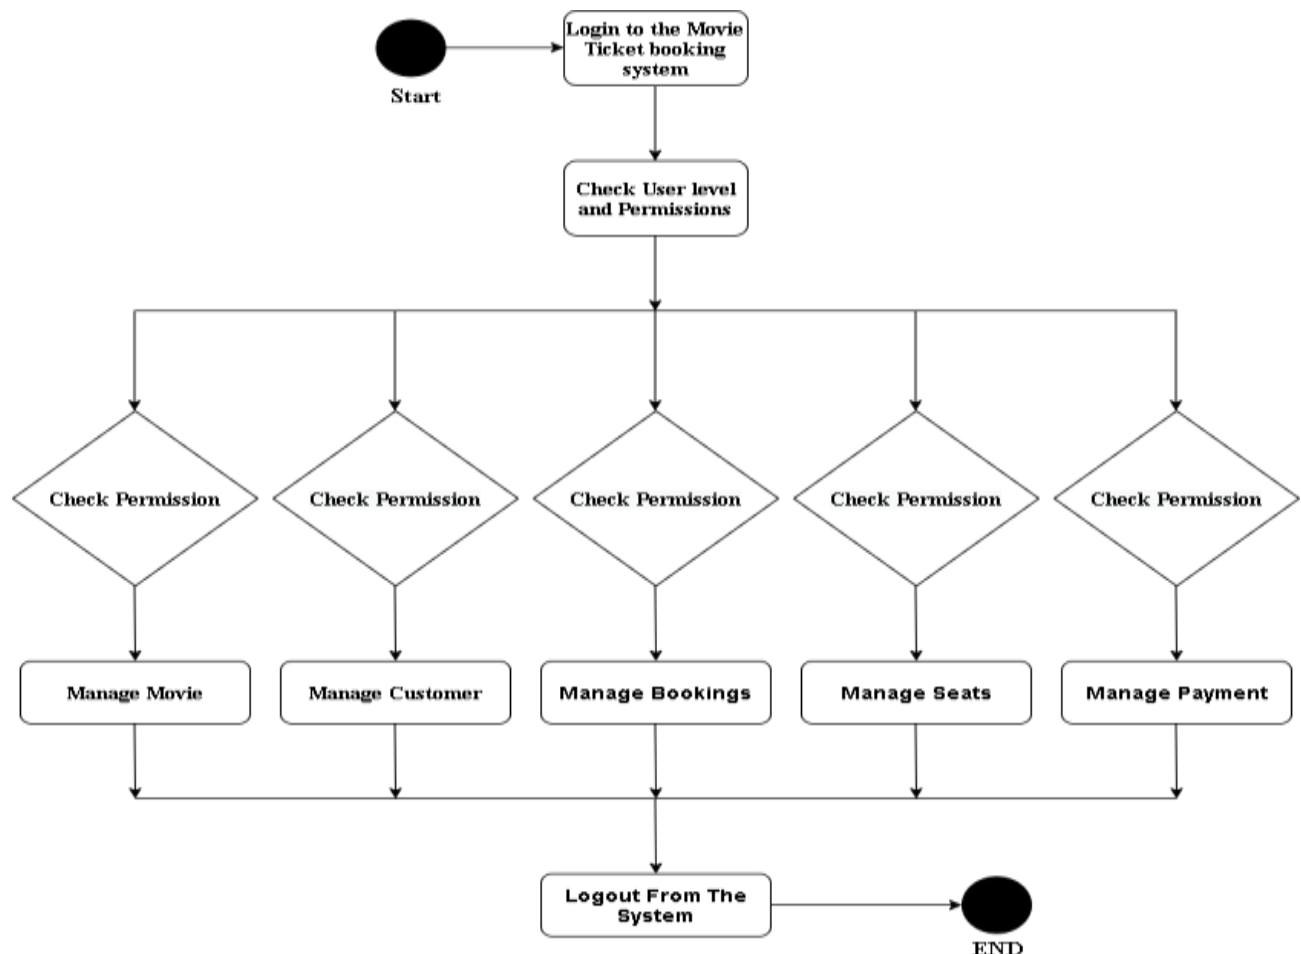 Login to the Movie
Ticket booking
system
Start
Check User level
and Permissions
Check Permission
Check Permission
Check Permission
Check Permission
Check Permission
Manage Movie
Manage Customer
Manage Bookings
Manage Seats
Manage Payment
Logout From The
System
END